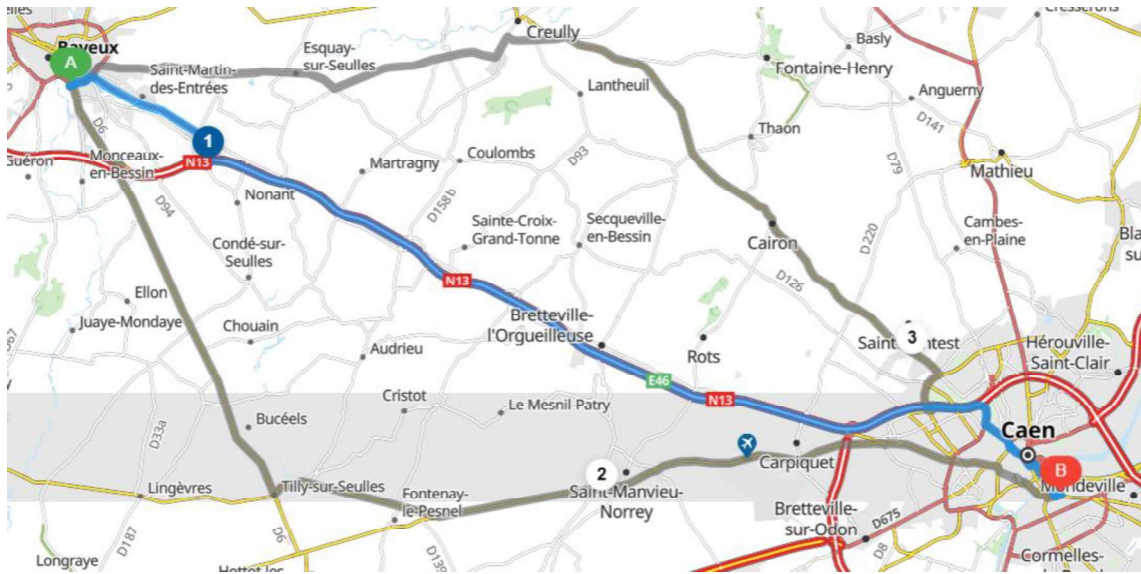 Cresserons
Bayeux
A
Esquay-
sur-Seulles
Creully
Basly
Saint-Martin-
des-Entrées
Fontaine-Henry
Lantheuil
Anguerny
D6
D141
Thaon
1
D93
Guéron
Monceaux-
en-Bessin
N13
Martragny
Coulombs
D79
Mathieu
Nonant
D158b
D94
Sainte-Croix-
Grand-Tonne
Secqueville-
en-Bessin
Cairon
Cambes-
en-Plaine
Condé-sur-
Seulles
D220
N13
D126
Ellon
Juaye-Mondaye
Chouain
Bretteville-
l'Orgueilleuse
Audrieu
Rots
3
Hérouville-
Saint-Clair
E46
N13
Cristot
Le Mesnil Patry
Bucéels
D33a
Caen
Carpiquet
B
2
Mondeville
Lingèvres
Tilly-sur-Seulles
Fontenay-
le-Pesnel
Saint-Manvieu-
Norrey
D187
D6
Bretteville-
sur-Odon
D675
D8
Longraye
D139
Cormelles-